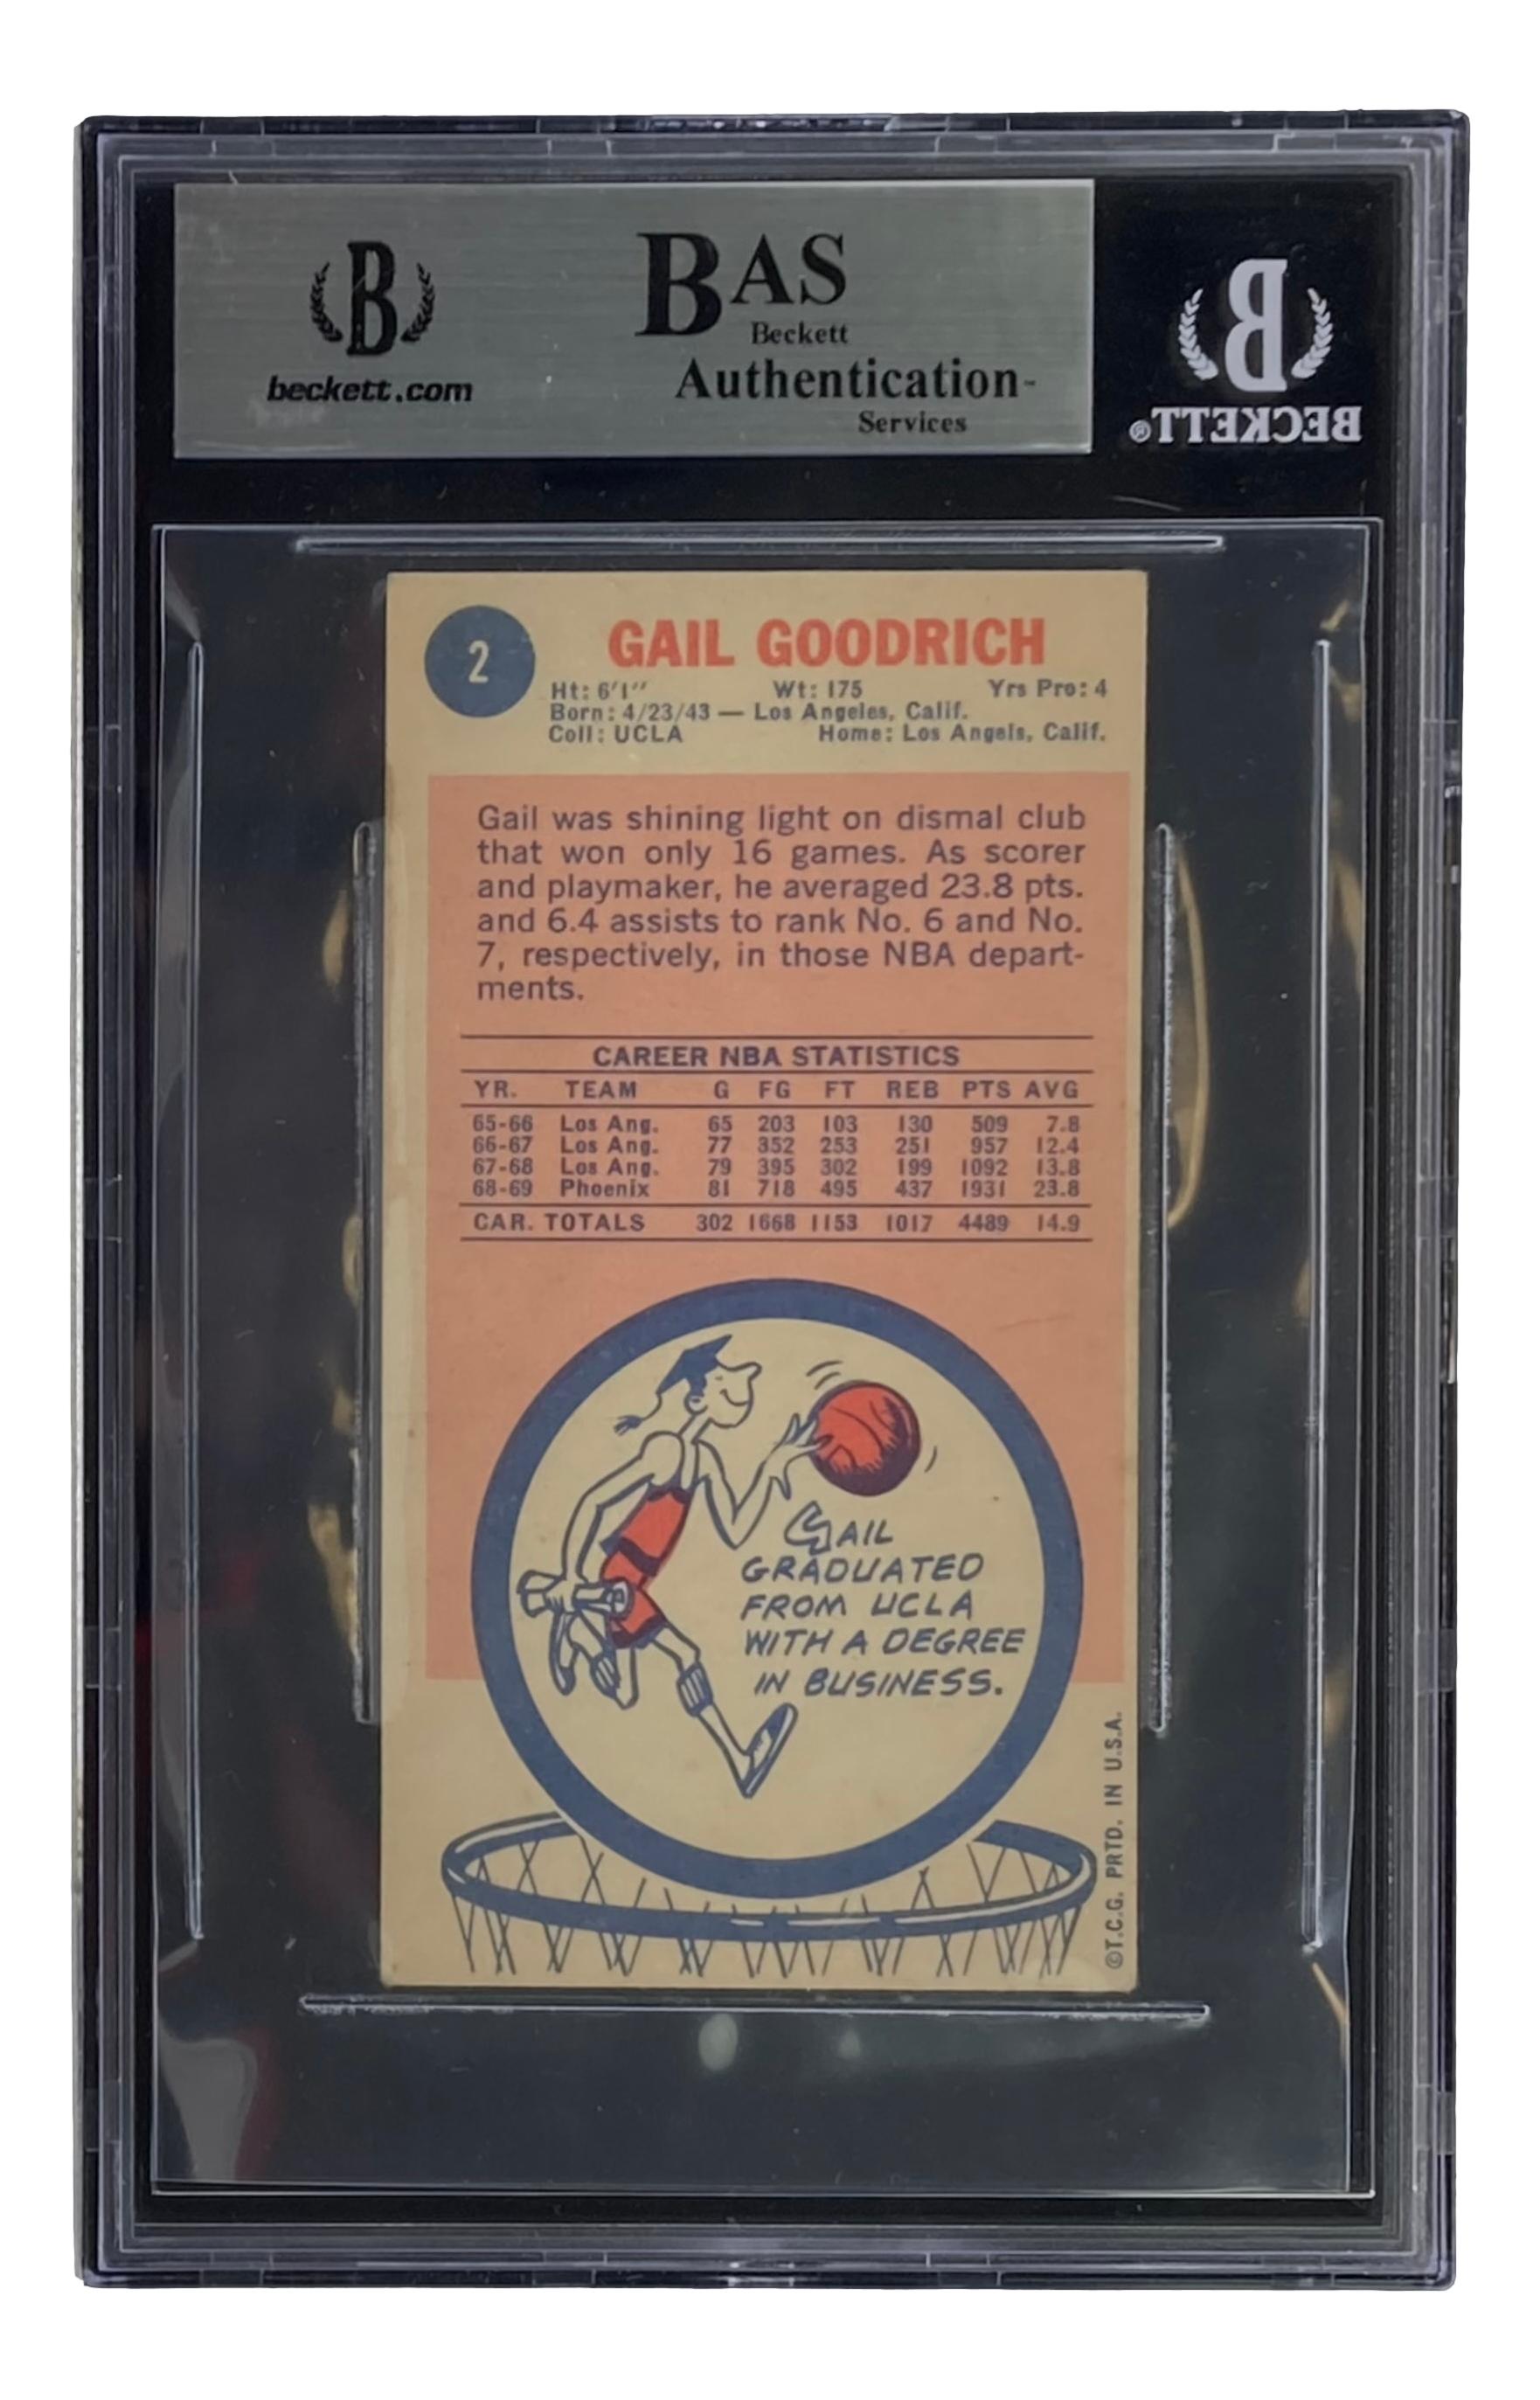 B
beckett.com
BAS
Beckett
Authentication
Services
B
BECKETT®
2
GAIL GOODRICH
Ht: 6'1" Wt: 175 Yrs Pro: 4
Born: 4/23/43 — Los Angeles, Calif.
Coll: UCLA Home: Los Angels, Calif.
Gail was shining light on dismal club
that won only 16 games. As scorer
and playmaker, he averaged 23.8 pts.
and 6.4 assists to rank No. 6 and No.
7, respectively, in those NBA depart-
ments.
CAREER NBA STATISTICS
YR. TEAM G FG FT REB PTS AVG
65-66 Los Ang. 65 203 103 130 509 7.8
66-67 Los Ang. 77 352 253 251 957 12.4
67-68 Los Ang. 79 395 302 199 1092 13.8
68-69 Phoenix 81 718 495 437 1931 23.8
CAR. TOTALS 302 1668 1153 1017 4489 14.9
GAIL
GRADUATED
FROM UCLA
WITH A DEGREE
IN BUSINESS.
©T.C.G. PRTD. IN U.S.A.